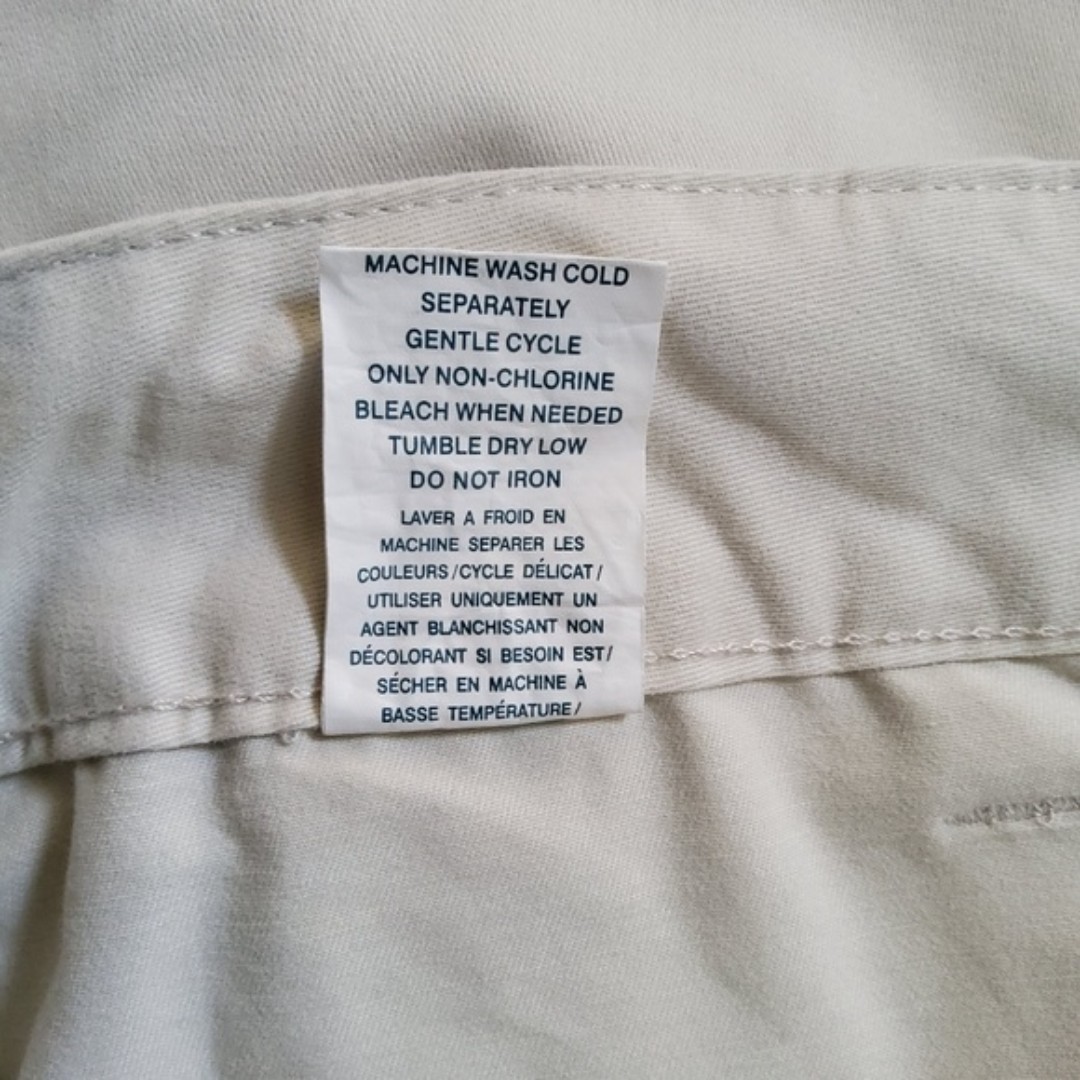 MACHINE WASH COLD
SEPARATELY
GENTLE CYCLE
ONLY NON-CHLORINE
BLEACH WHEN NEEDED
TUMBLE DRY LOW
DO NOT IRON
LAVER A FROID EN
MACHINE SEPARER LES
COULEURS/CYCLE DÉLICAT/
UTILISER UNIQUEMENT UN
AGENT BLANCHISSANT NON
DÉCOLORANT SI BESOIN EST/
SÉCHER EN MACHINE À
BASSE TEMPÉRATURE/